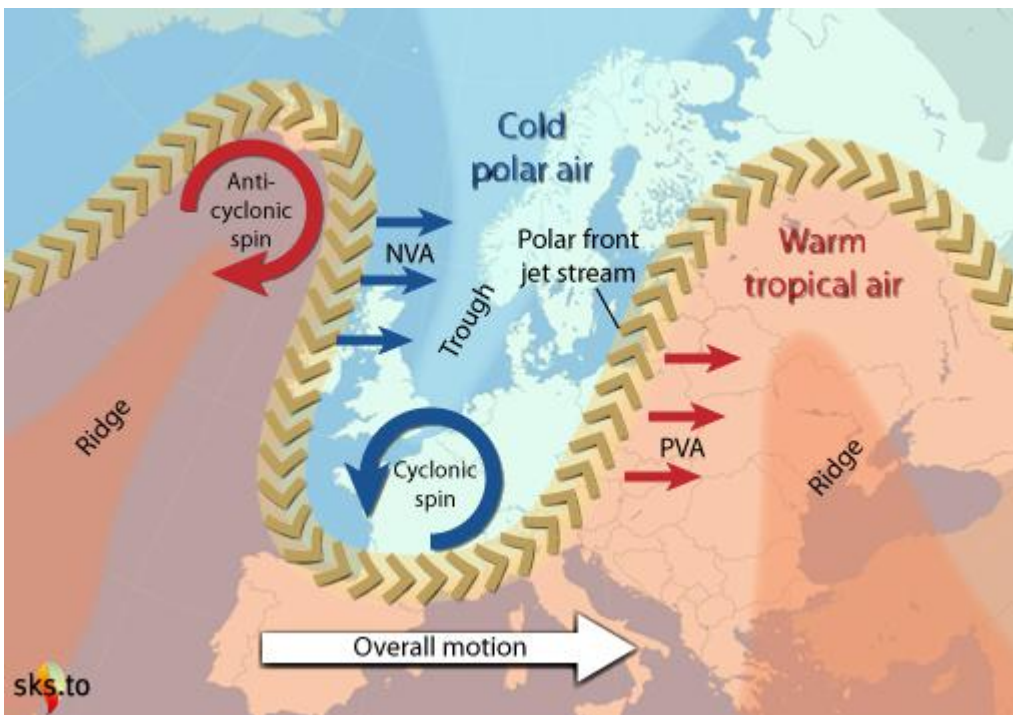 Cold
polar air
Anti-
cyclonic
spin
NVA
Polar front
jet stream
Warm
tropical air
Trough
Ridge
PVA
Ridge
Cyclonic
spin
Overall motion
sks.to